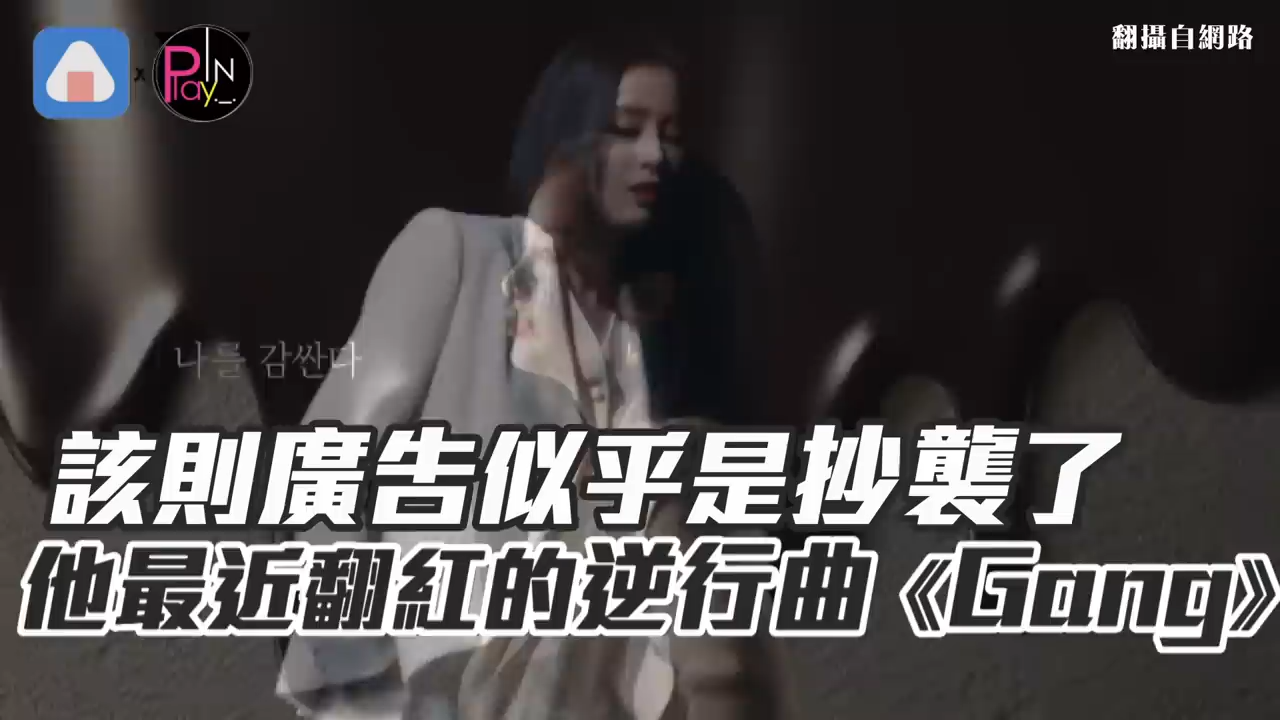 Play IN._.
x
翻攝自網路
나를 감싼다
該則廣告似乎是抄襲了
他最近翻紅的逆行曲《Gang》